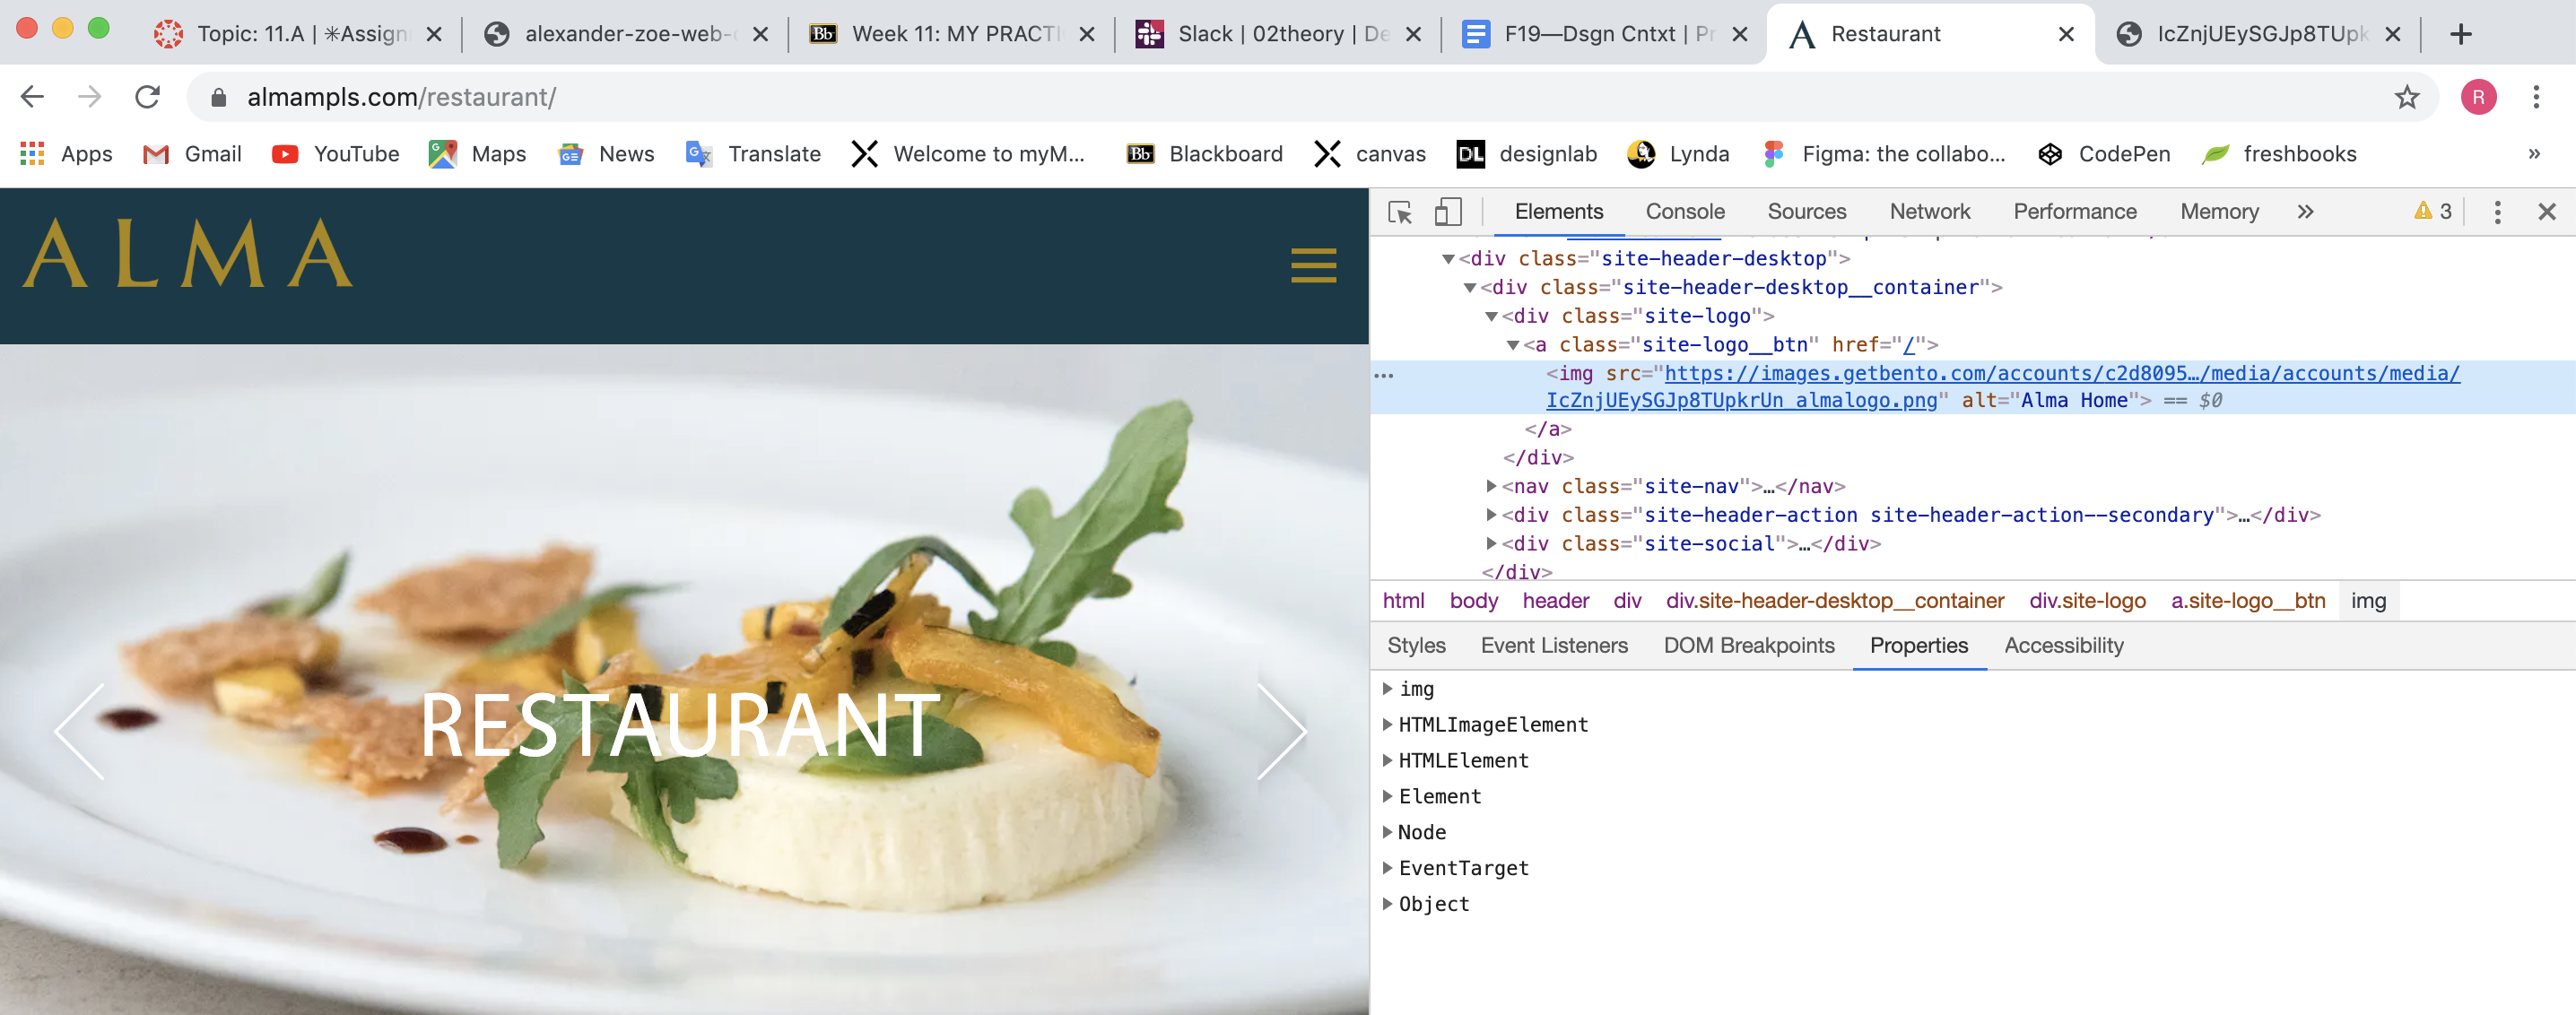 Topic: 11.A | ✳Assignm
alexander-zoe-web-
Week 11: MY PRACTI
Slack | 02theory | De
F19—Dsgn Cntxt | Pr
Restaurant
IcZnjUEySGJp8TUpk
almampls.com/restaurant/
R
Apps Gmail YouTube Maps News Translate Welcome to myM... Bb Blackboard canvas DL designlab Lynda Figma: the collabo... CodePen freshbooks »
ALMA
RESTAURANT
Elements Console Sources Network Performance Memory » 3
<div class="site-header-desktop">
<div class="site-header-desktop__container">
<div class="site-logo">
<a class="site-logo__btn" href="/">
<img src="https://images.getbento.com/accounts/c2d8095…/media/accounts/media/
IcZnjUEySGJp8TUpkrUn_almalogo.png" alt="Alma Home"> == $0
</a>
</div>
<nav class="site-nav">…</nav>
<div class="site-header-action site-header-action--secondary">…</div>
<div class="site-social">…</div>
</div>
html body header div div.site-header-desktop__container div.site-logo a.site-logo__btn img
Styles Event Listeners DOM Breakpoints Properties Accessibility
img
HTMLImageElement
HTMLElement
Element
Node
EventTarget
Object